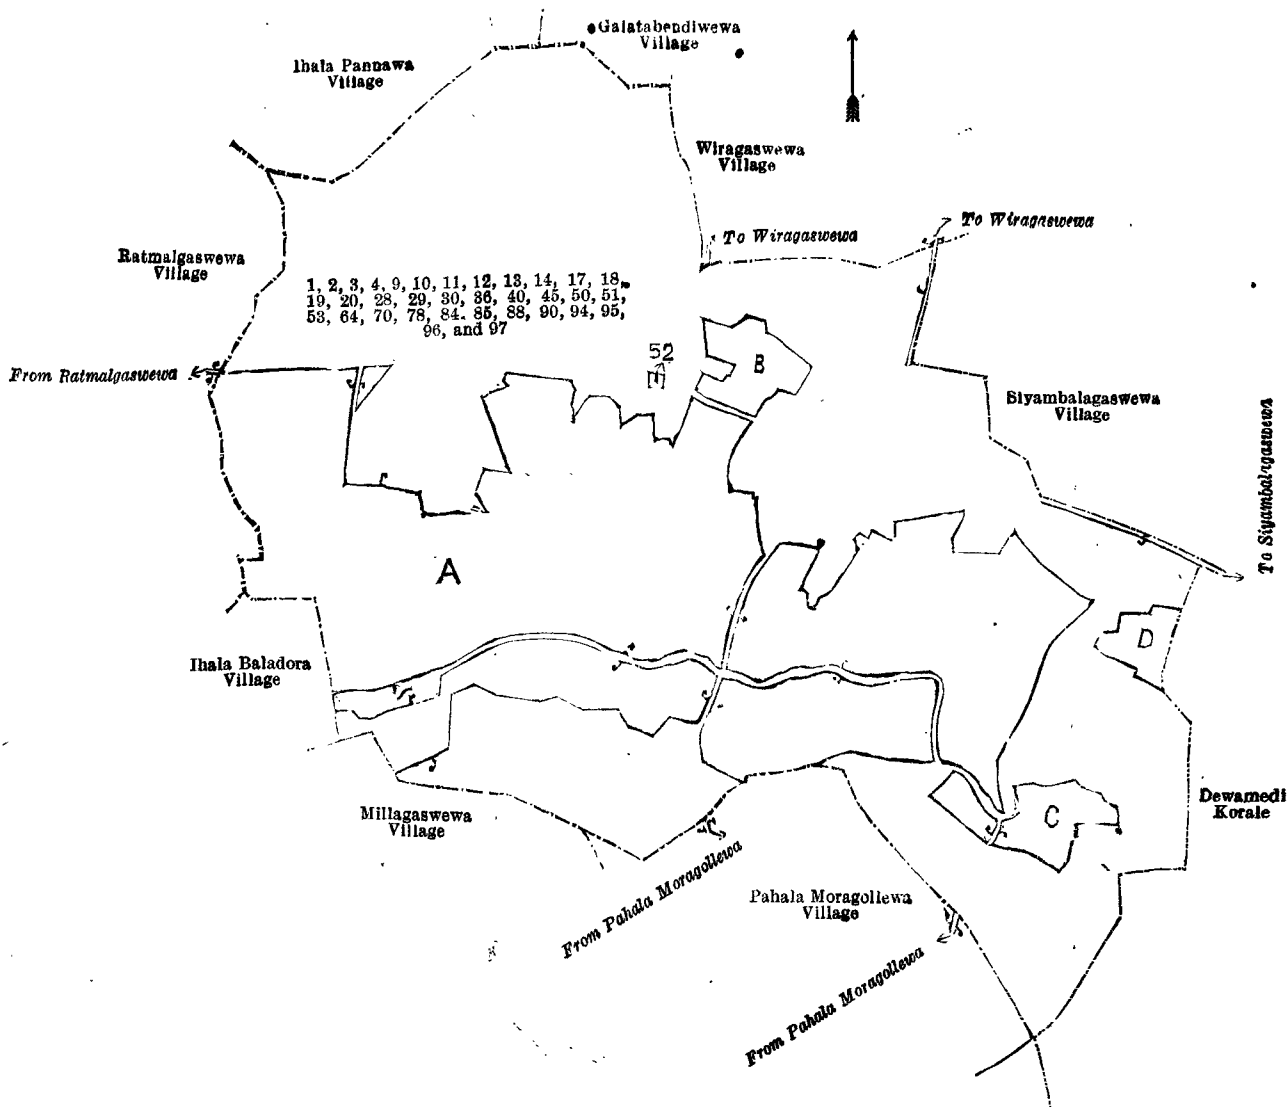 Galatabendiwewa
Village
Ihala Pannawa
Village
Wiragaswewa
Village
To Wiragaswewa
To Wiragaswewa
Ratmalgaswewa
Village
1, 2, 3, 4, 9, 10, 11, 12, 13, 14, 17, 18,
19, 20, 28, 29, 30, 36, 40, 45, 50, 51,
53, 64, 70, 78, 84, 85, 88, 90, 94, 95,
96, and 97
52
E
B
From Ratmalgaswewa
Siyambalagaswewa
Village
To Siyambalagaswewa
A
D
Ihala Baladora
Village
Millagaswewa
Village
C
Dewamedi
Korale
From Pahala Moragollewa
Pahala Moragollewa
Village
From Pahala Moragollewa